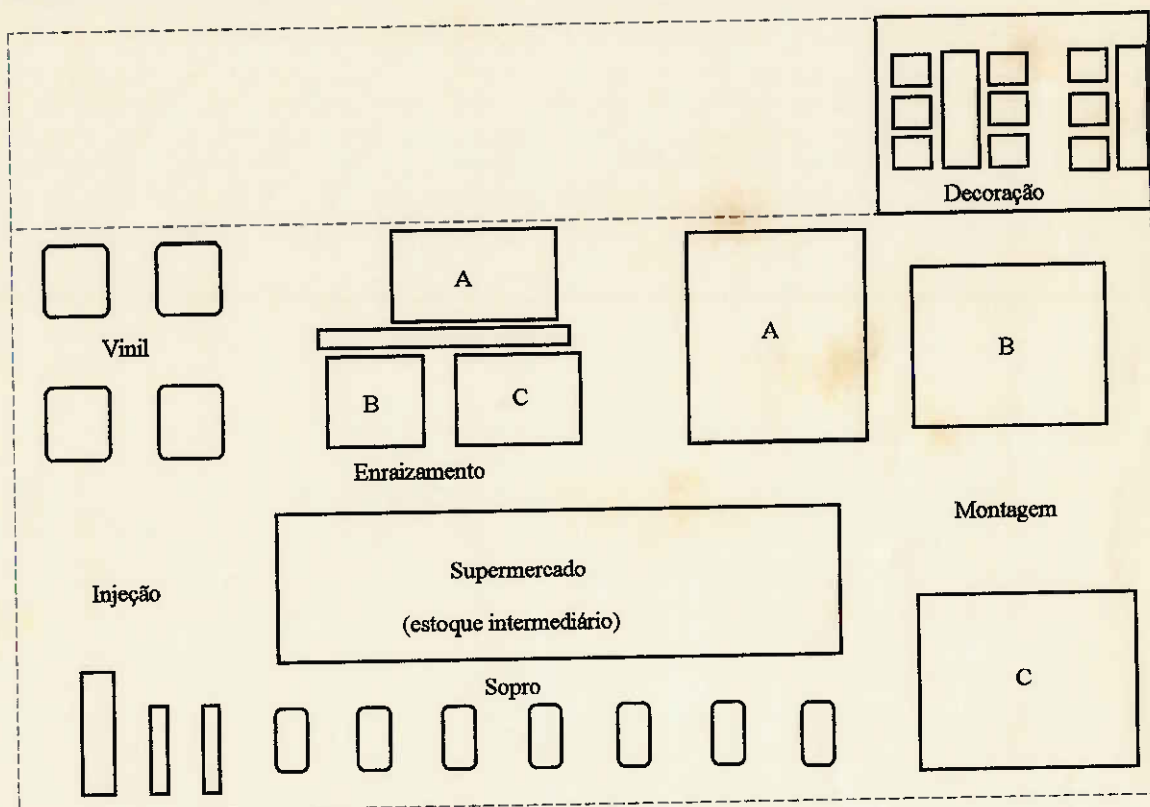 Decoração
A
A
B
Vinil
B
C
Enraizamento
Montagem
Supermercado
(estoque intermediário)
Injeção
Sopro
C